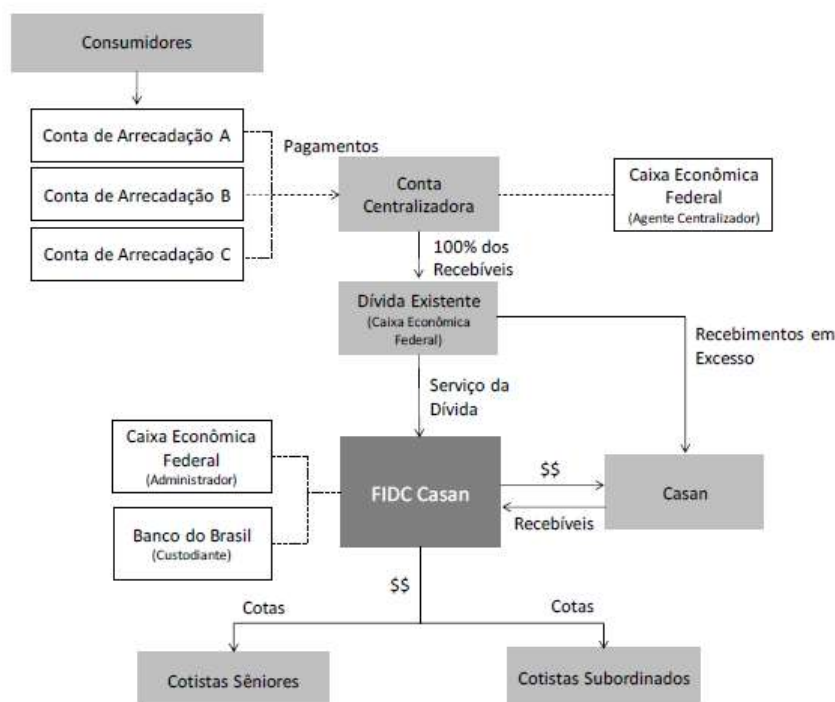 Consumidores
Conta de Arrecadação A
Pagamentos
Conta de Arrecadação B
Conta de Arrecadação C
Conta
Centralizadora
Caixa Econômica
Federal
(Agente Centralizador)
100% dos
Recebíveis
Dívida Existente
(Caixa Econômica
Federal)
Recebimentos em
Excesso
Serviço da
Dívida
Caixa Econômica
Federal
(Administrador)
Banco do Brasil
(Custodiante)
FIDC Casan
$$
Recebíveis
Casan
$$
Cotas
Cotas
Cotistas Sêniores
Cotistas Subordinados